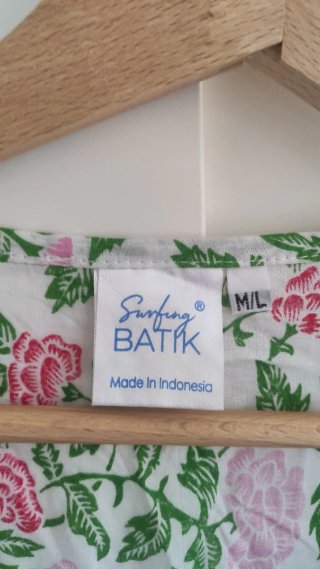 Surfing ®
BATIK
Made In Indonesia
M/L